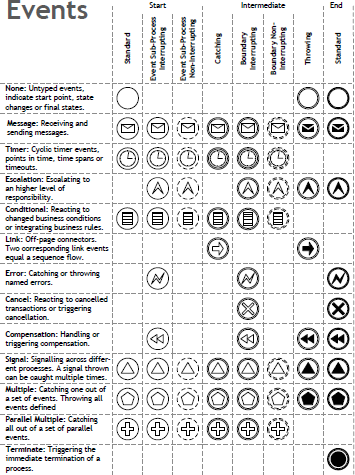 Events
Start
Intermediate
End
Standard
Event Sub-Process
Interrupting
Event Sub-Process
Non-Interrupting
Catching
Boundary
Interrupting
Boundary Non-
Interrupting
Throwing
Standard
None: Untyped events,
indicate start point, state
changes or final states.
Message: Receiving and
sending messages.
Timer: Cyclic timer events,
points in time, time spans or
timeouts.
Escalation: Escalating to
an higher level of
responsibility.
Conditional: Reacting to
changed business conditions
or integrating business rules.
Link: Off-page connectors.
Two corresponding link events
equal a sequence flow.
Error: Catching or throwing
named errors.
Cancel: Reacting to cancelled
transactions or triggering
cancellation.
Compensation: Handling or
triggering compensation.
Signal: Signalling across differ-
ent processes. A signal thrown
can be caught multiple times.
Multiple: Catching one out of
a set of events. Throwing all
events defined
Parallel Multiple: Catching
all out of a set of parallel
events.
Terminate: Triggering the
immediate termination of a
process.